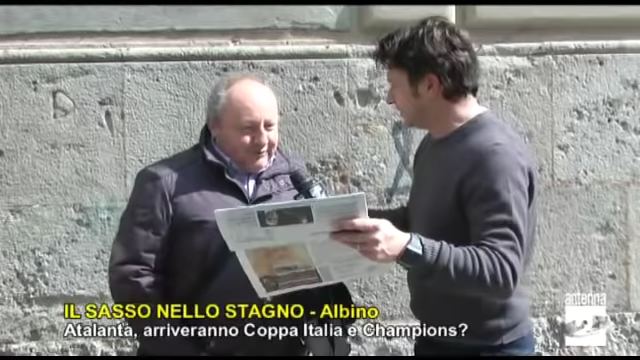 IL SASSO NELLO STAGNO - Albino
Atalanta, arriveranno Coppa Italia e Champions?
antenna
2